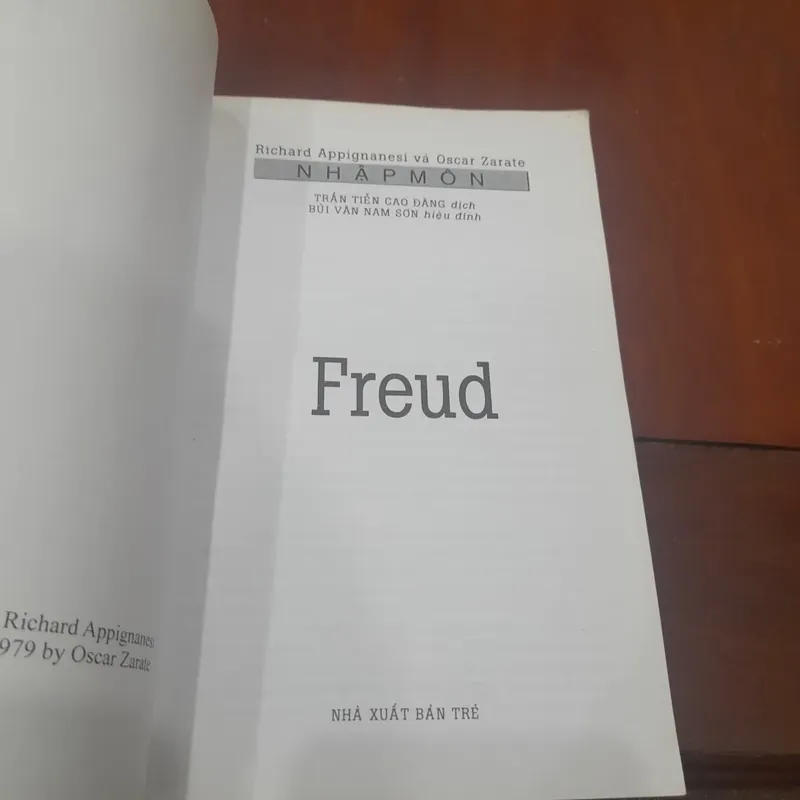 Richard Appignanesi
979 by Oscar Zarate
Richard Appignanesi và Oscar Zarate
NHẬP MÔN
TRẦN TIỄN CAO ĐĂNG dịch
BÙI VĂN NAM SƠN hiệu đính
Freud
NHÀ XUẤT BẢN TRẺ